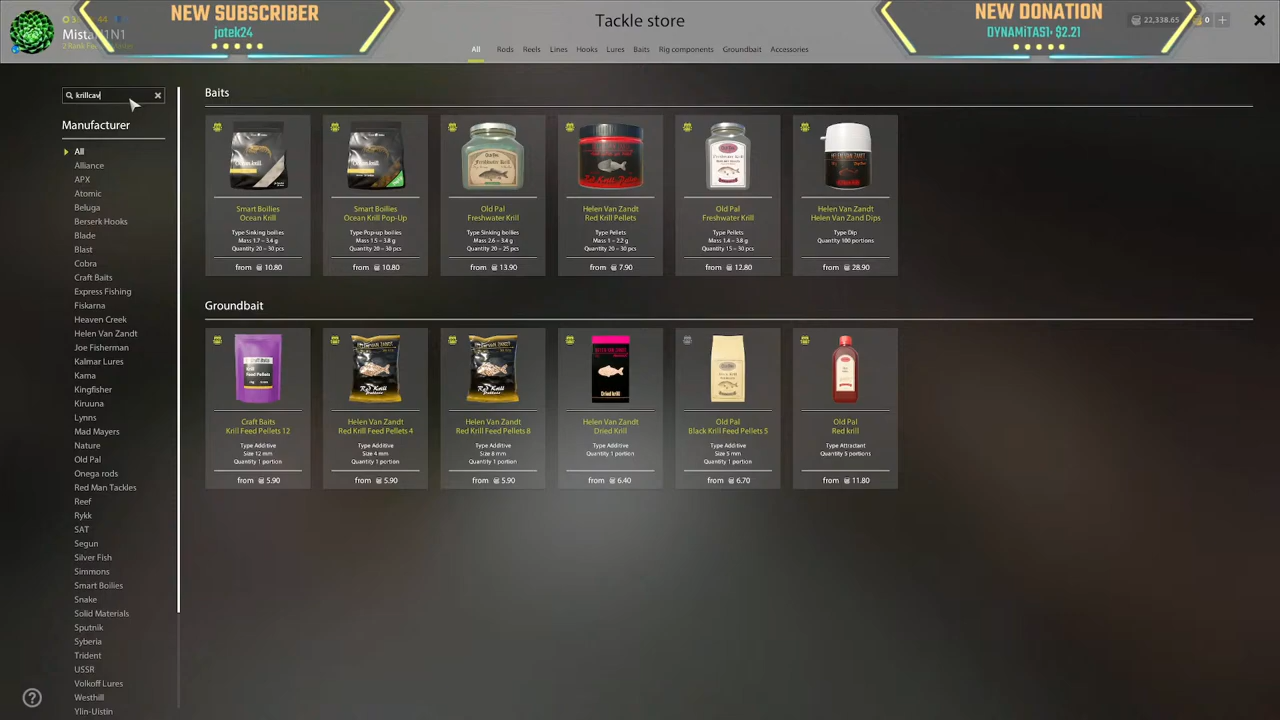 NEW SUBSCRIBER
jatek24
Tackle store
NEW DONATION
DYNAMiTAS1: $2.21
22,338.65
0
All
Rods
Reels
Lines
Hooks
Lures
Baits
Rig components
Groundbait
Accessories
krillcav
Manufacturer
All
Alliance
APX
Atomic
Beluga
Berserk Hooks
Blade
Blast
Cobra
Craft Baits
Express Fishing
Fiskarna
Heaven Creek
Helen Van Zandt
Joe Fisherman
Kalmar Lures
Kama
Kingfisher
Kiruuna
Lynns
Mad Mayers
Nature
Old Pal
Onega rods
Red Man Tackles
Reef
Rykk
SAT
Segun
Silver Fish
Simmons
Smart Boilies
Snake
Solid Materials
Sputnik
Syberia
Trident
USSR
Volkoff Lures
Westhill
Ylin-Uistin
Baits
Smart Boilies
Ocean Krill
Type Sinking boilies
Mass 1.7 – 3.4 g
Quantity 20 – 30 pcs
from 10.80
Smart Boilies
Ocean Krill Pop-Up
Type Pop-up boilies
Mass 1.5 – 3.8 g
Quantity 20 – 30 pcs
from 10.80
Old Pal
Freshwater Krill
Type Sinking boilies
Mass 2.6 – 3.4 g
Quantity 20 – 25 pcs
from 13.90
Helen Van Zandt
Red Krill Pellets
Type Pellets
Mass 1 – 2.2 g
Quantity 20 – 30 pcs
from 7.90
Old Pal
Freshwater Krill
Type Pellets
Mass 1.4 – 3.8 g
Quantity 15 – 30 pcs
from 12.80
Helen Van Zandt
Helen Van Zand Dips
Type Dip
Quantity 100 portions
from 28.90
Groundbait
Craft Baits
Krill Feed Pellets 12
Type Additive
Size 12 mm
Quantity 1 portion
from 5.90
Helen Van Zandt
Red Krill Feed Pellets 4
Type Additive
Size 4 mm
Quantity 1 portion
from 5.90
Helen Van Zandt
Red Krill Feed Pellets 8
Type Additive
Size 8 mm
Quantity 1 portion
from 5.90
Helen Van Zandt
Dried Krill
Type Additive
Quantity 1 portion
from 6.40
Old Pal
Black Krill Feed Pellets 5
Type Additive
Size 5 mm
Quantity 1 portion
from 6.70
Old Pal
Red krill
Type Attractant
Quantity 5 portions
from 11.80